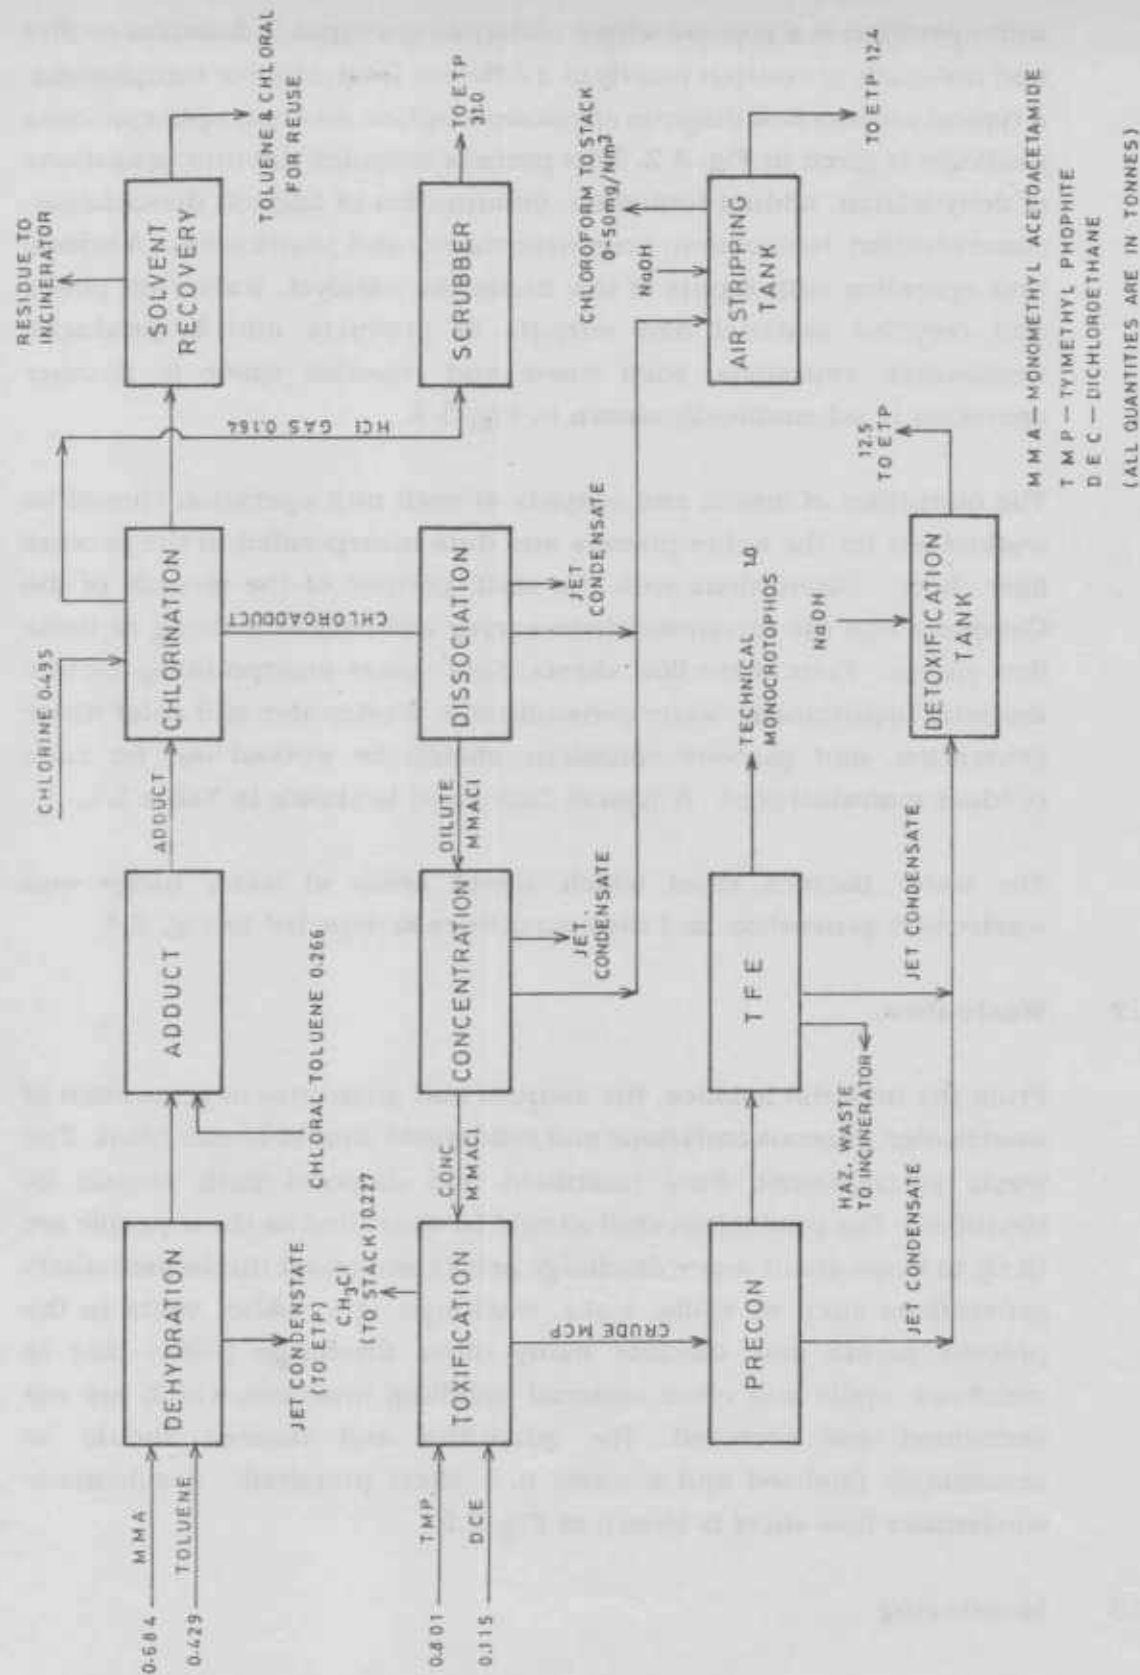 0.684 MMA
0.429 TOLUENE
DEHYDRATION
JET CONDENSTATE
(TO ETP)
CHLORAL TOLUENE 0.266
ADDUCT
ADDUCT
CHLORINE 0.495
CHLORINATION
RESIDUE TO
INCINERATOR
SOLVENT
RECOVERY
TOLUENE & CHLORAL
FOR REUSE
HCl GAS 0.164
CHLOROADDUCT
0.801 TMP
0.115 DCE
TOXIFICATION
CH3Cl
(TO STACK) 0.227
CONC
MMACl
CONCENTRATION
JET
CONDENSATE
DILUTE
MMACl
DISSOCIATION
JET
CONDENSATE
SCRUBBER
TO ETP
CHLOROFORM TO STACK
0-50mg/Nm3
NaOH
AIR STRIPPING
TANK
TO ETP 12.4
CRUDE MCP
PRECON
JET CONDENSATE
HAZ, WASTE
TO INCINERATOR
T F E
JET CONDENSATE
TECHNICAL
MONOCROTOPHOS 1.0
NaOH
DETOXIFICATION
TANK
12.5
TO ETP
M M A — MONOMETHYL ACETOACETAMIDE
T M P — TYIMETHYL PHOPHITE
D E C — DICHLOROETHANE
(ALL QUANTITIES ARE IN TONNES)